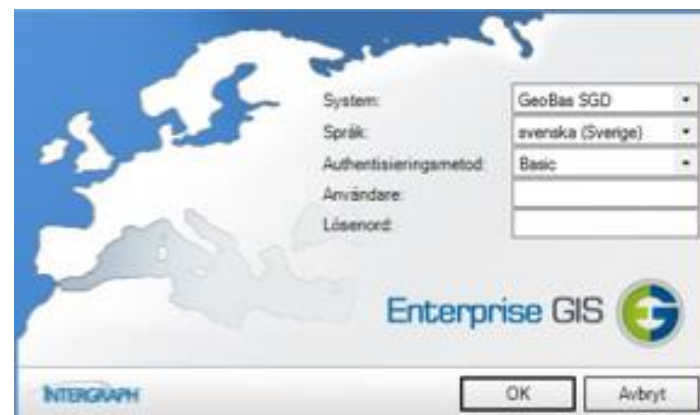 System: GeoBas SGD
Språk: svenska (Sverige)
Authentisieringsmetod: Basic
Användare:
Lösenord:
Enterprise GIS
INTERGRAPH
OK Avbryt